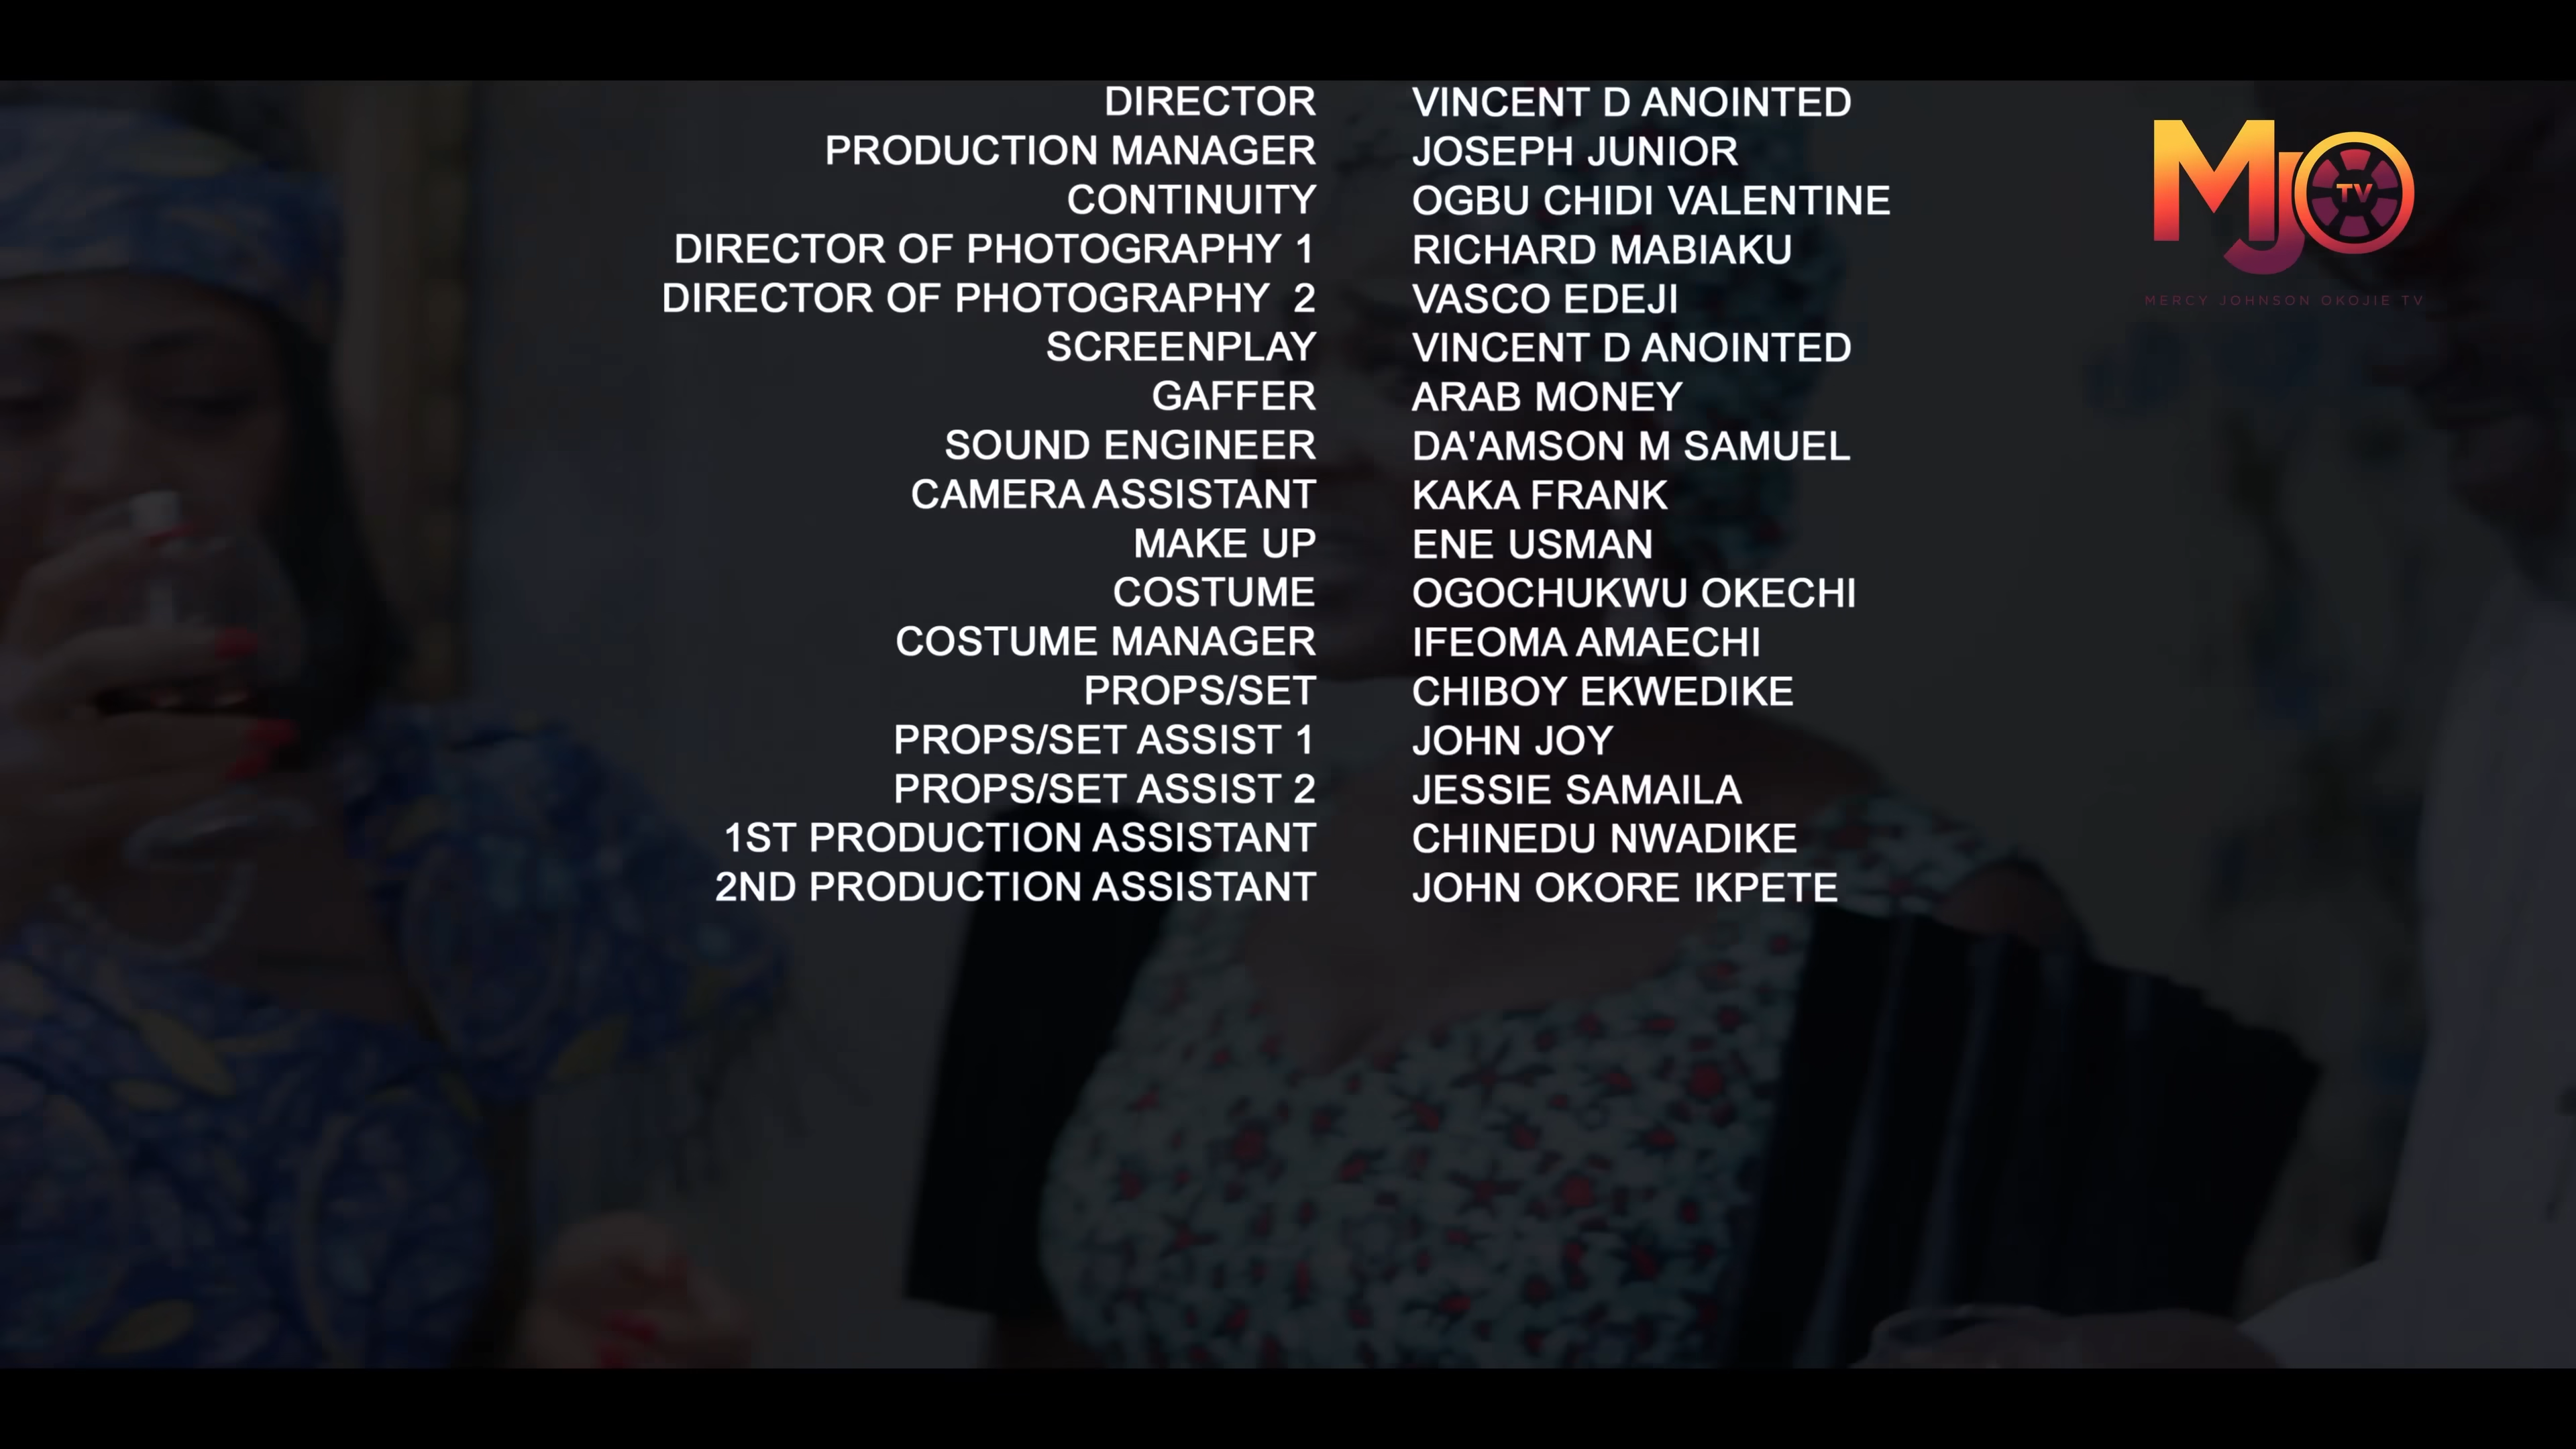 DIRECTOR VINCENT D ANOINTED
PRODUCTION MANAGER JOSEPH JUNIOR
CONTINUITY OGBU CHIDI VALENTINE
DIRECTOR OF PHOTOGRAPHY 1 RICHARD MABIAKU
DIRECTOR OF PHOTOGRAPHY 2 VASCO EDEJI
SCREENPLAY VINCENT D ANOINTED
GAFFER ARAB MONEY
SOUND ENGINEER DA'AMSON M SAMUEL
CAMERA ASSISTANT KAKA FRANK
MAKE UP ENE USMAN
COSTUME OGOCHUKWU OKECHI
COSTUME MANAGER IFEOMA AMAECHI
PROPS/SET CHIBOY EKWEDIKE
PROPS/SET ASSIST 1 JOHN JOY
PROPS/SET ASSIST 2 JESSIE SAMAILA
1ST PRODUCTION ASSISTANT CHINEDU NWADIKE
2ND PRODUCTION ASSISTANT JOHN OKORE IKPETE
MJO TV
MERCY JOHNSON OKOJIE TV